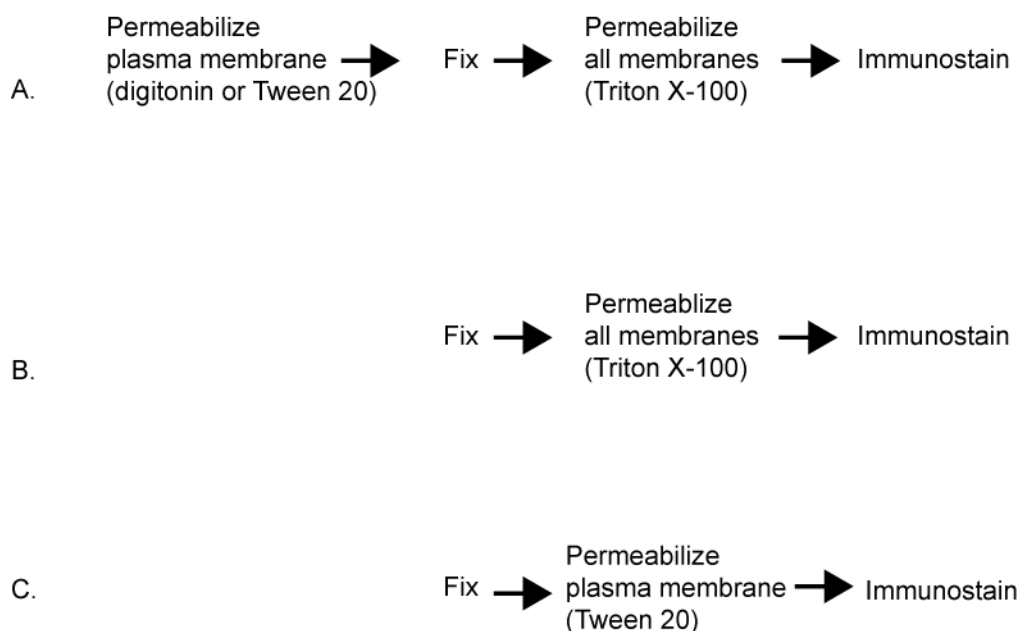 Permeabilize
plasma membrane
(digitonin or Tween 20)
A.
Fix
Permeabilize
all membranes
(Triton X-100)
Immunostain
B.
Fix
Permeablize
all membranes
(Triton X-100)
Immunostain
C.
Fix
Permeabilize
plasma membrane
(Tween 20)
Immunostain